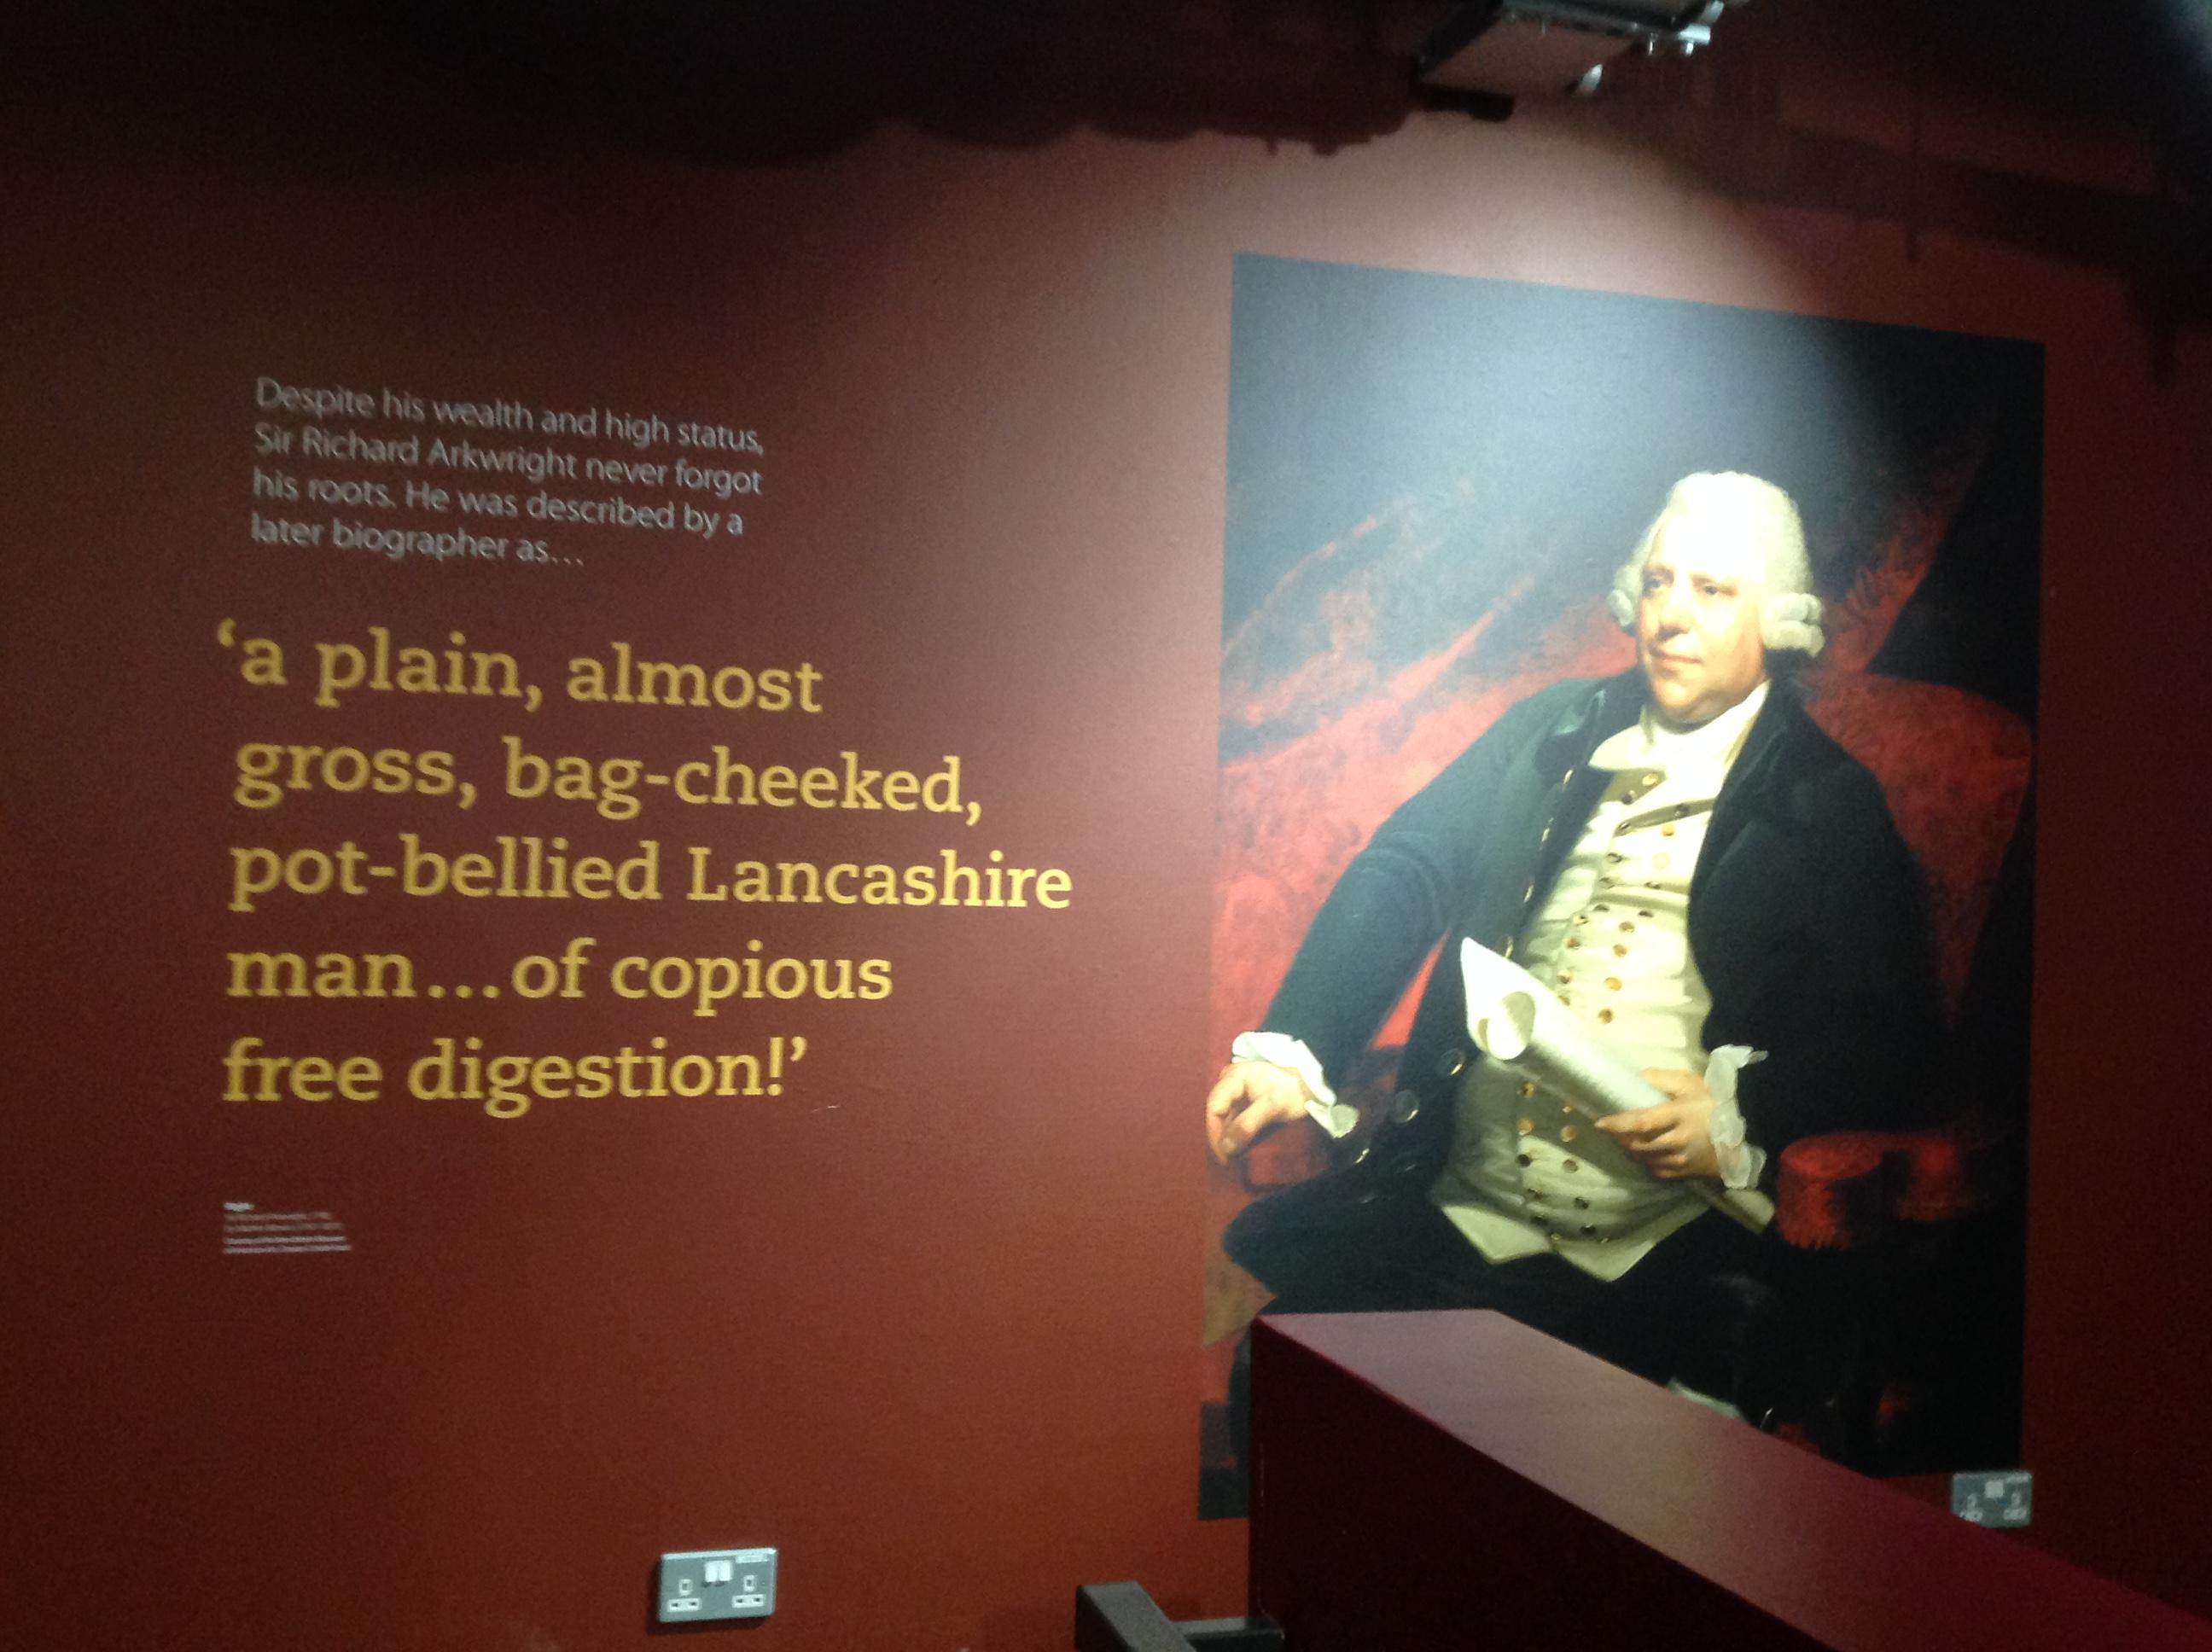 Despite his wealth and high status,
Sir Richard Arkwright never forgot
his roots. He was described by a
later biographer as...
‘a plain, almost
gross, bag-cheeked,
pot-bellied Lancashire
man...of copious
free digestion!’